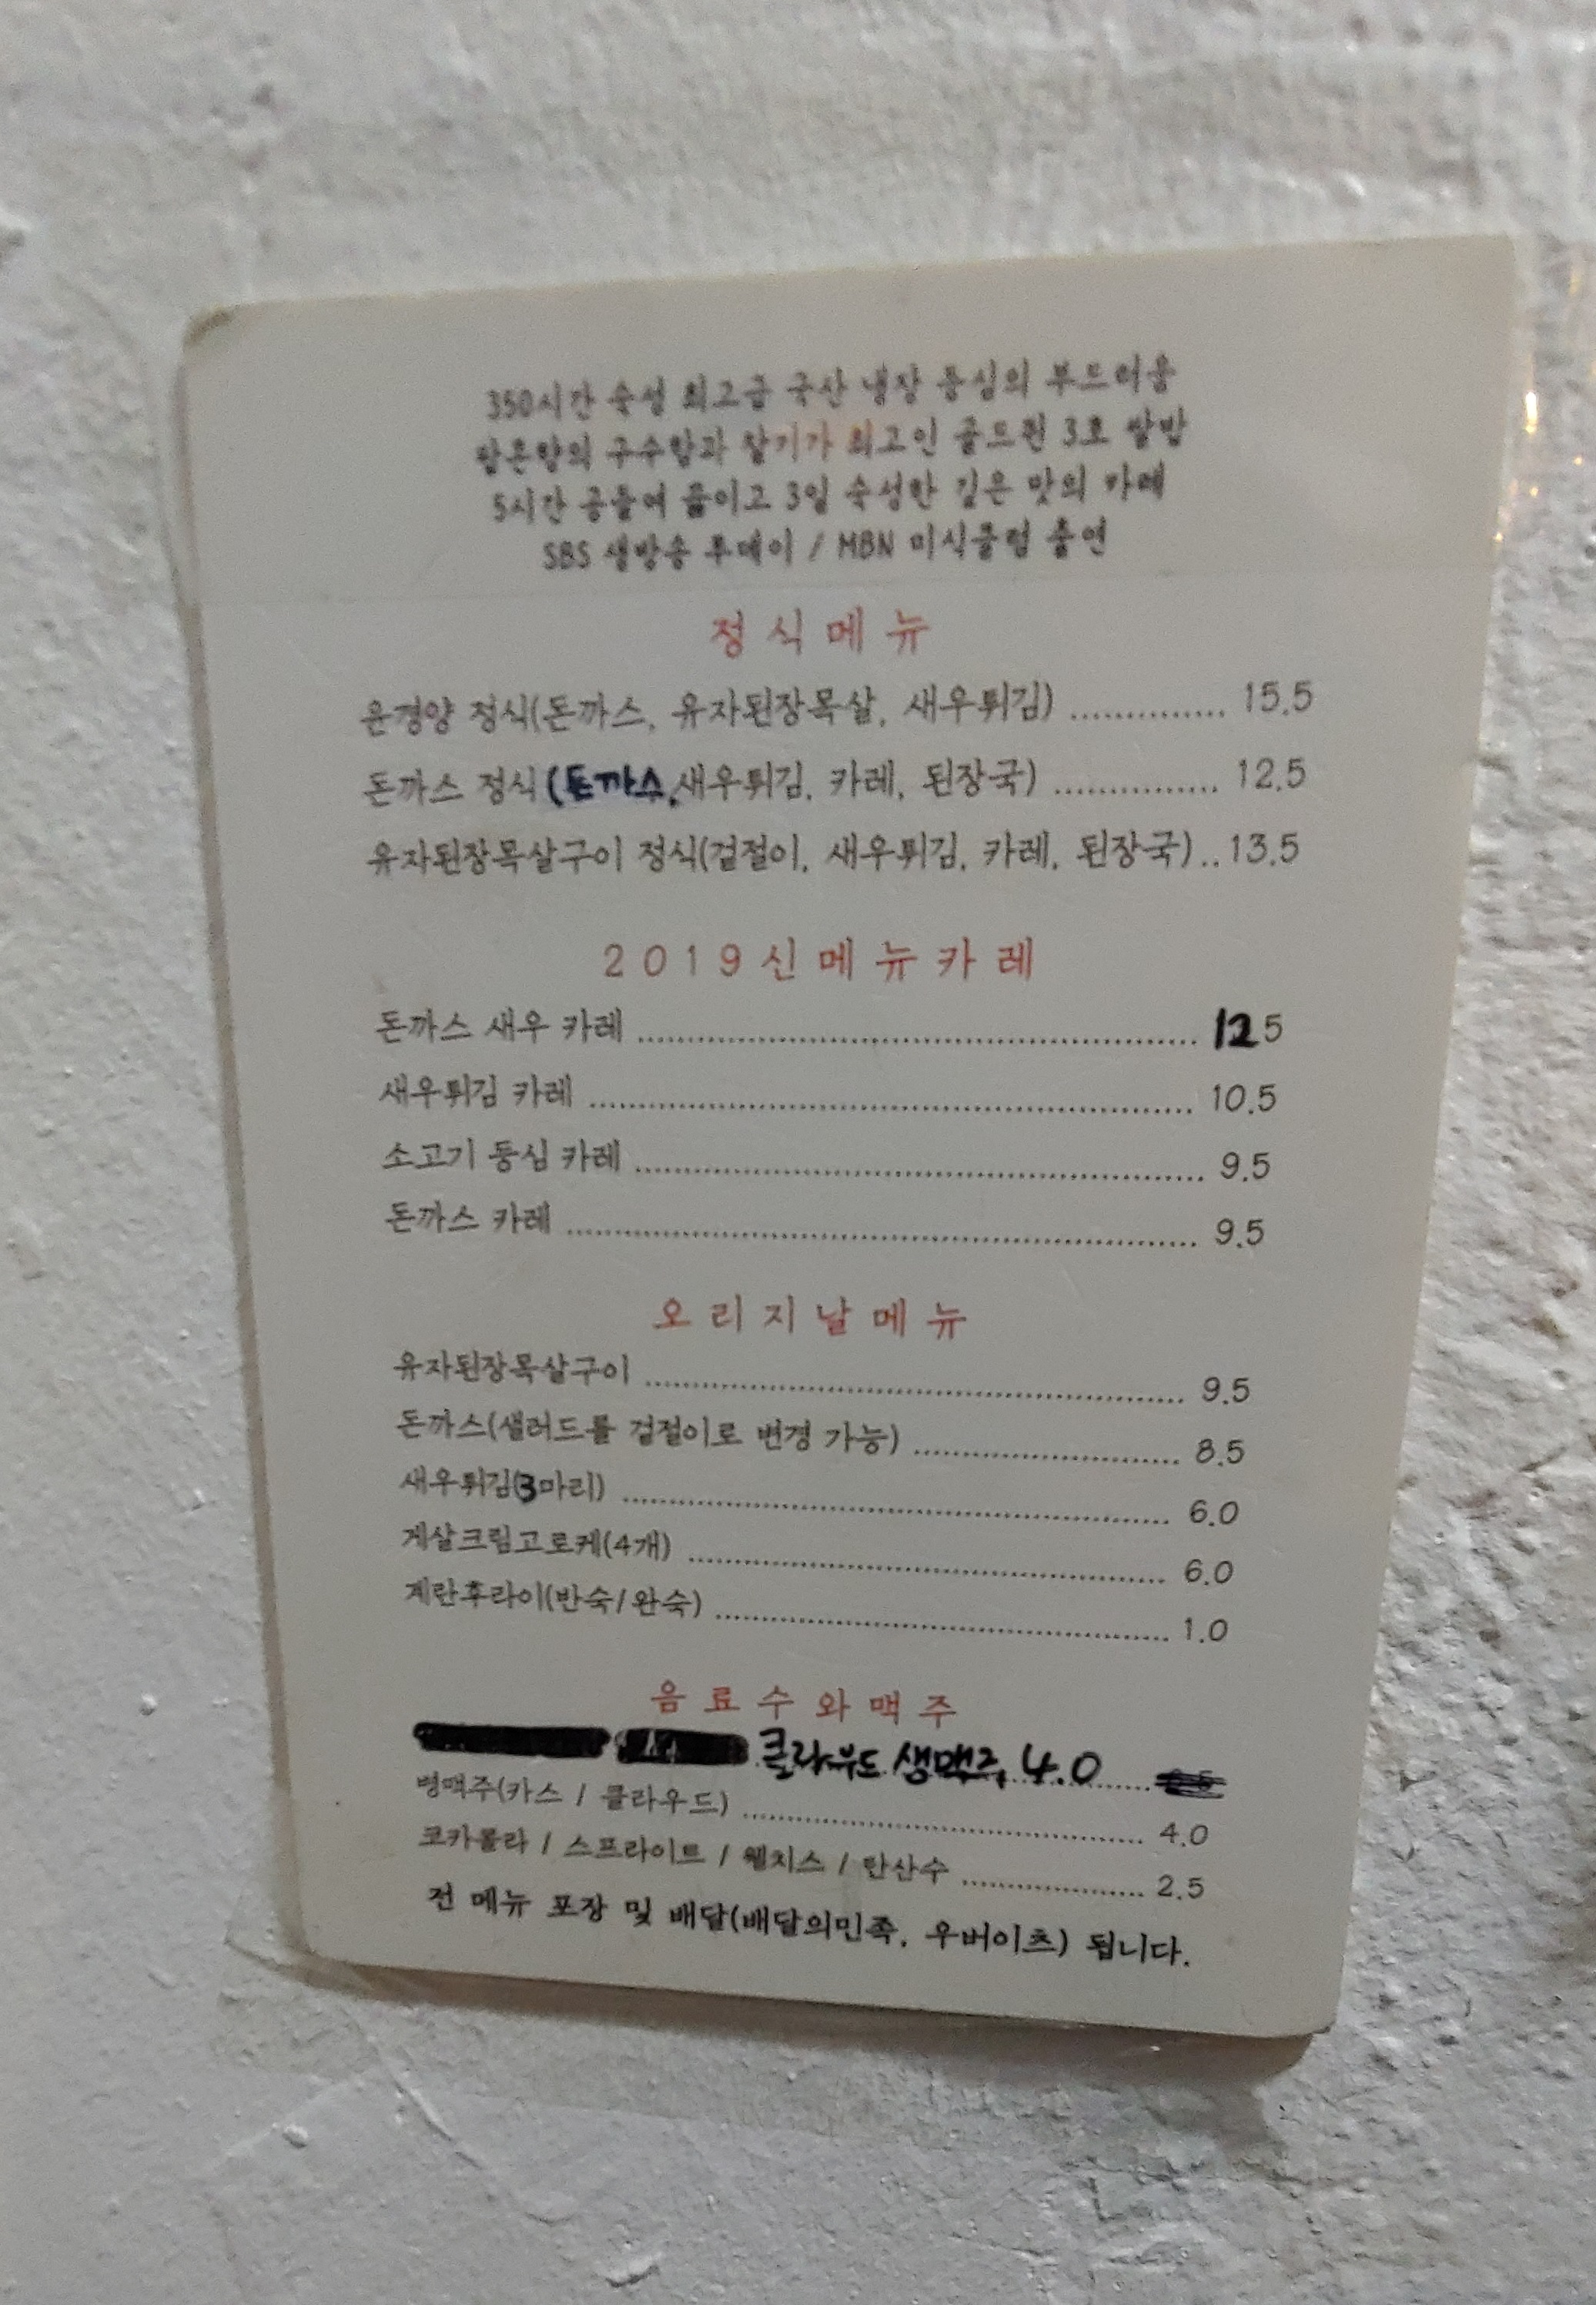 350시간 숙성 최고급 국산 냉장 등심의 부드러움
밥은밥의 구수함과 찰기가 최고인 골드퀸 3호 쌀밥
5시간 공들여 끓이고 3일 숙성한 깊은 맛의 카레
SBS 생방송 투데이 / MBN 미식클럽 출연
정식메뉴
윤경양 정식(돈까스, 유자된장목살, 새우튀김) .............. 15.5
돈까스 정식(돈까스,새우튀김, 카레, 된장국) ................ 12.5
유자된장목살구이 정식(겉절이, 새우튀김, 카레, 된장국)..13.5
2019신메뉴카레
돈까스 새우 카레 ........ 12 5
새우튀김 카레 ........ 10.5
소고기 등심 카레 ........ 9.5
돈까스 카레 ........ 9.5
오리지날메뉴
유자된장목살구이 ........ 9.5
돈까스(샐러드를 겉절이로 변경 가능) ........ 8.5
새우튀김(3마리) ........ 6.0
게살크림고로케(4개) ........ 6.0
계란후라이(반숙/완숙) ........ 1.0
음료수와맥주
클라우드 생맥주, 4.0
병맥주(카스 / 클라우드) ........ 4.0
코카콜라 / 스프라이트 / 웰치스 / 탄산수 ........ 2.5
전 메뉴 포장 및 배달(배달의민족, 우버이츠) 됩니다.